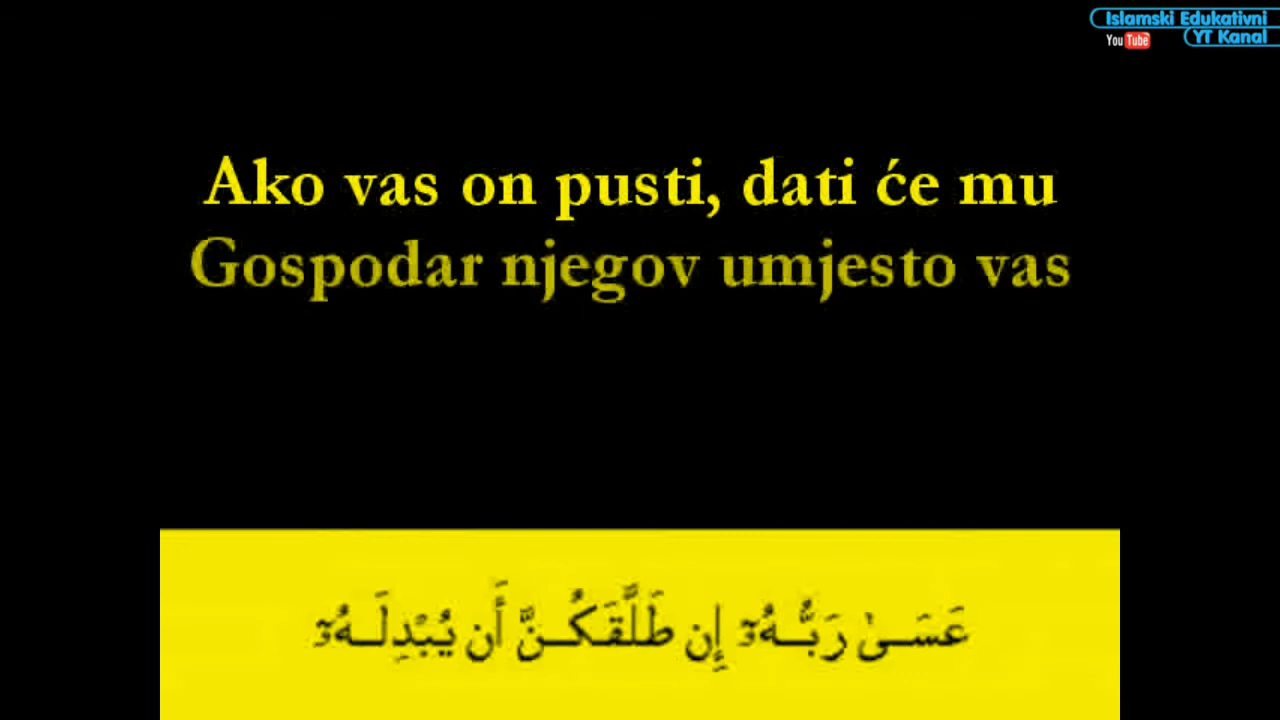 Islamski Edukativni
YouTube YT Kanal
Ako vas on pusti, dati će mu
Gospodar njegov umjesto vas
عَسَىٰ رَبُّهُۥٓ إِن طَلَّقَكُنَّ أَن يُبْدِلَهُۥٓ